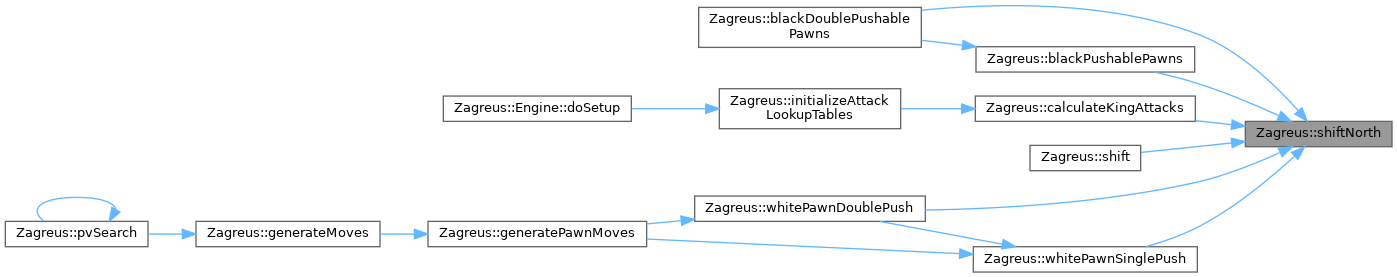 Zagreus::blackDoublePushable
Pawns
Zagreus::blackPushablePawns
Zagreus::Engine::doSetup
Zagreus::initializeAttack
LookupTables
Zagreus::calculateKingAttacks
Zagreus::shiftNorth
Zagreus::shift
Zagreus::whitePawnDoublePush
Zagreus::pvSearch
Zagreus::generateMoves
Zagreus::generatePawnMoves
Zagreus::whitePawnSinglePush